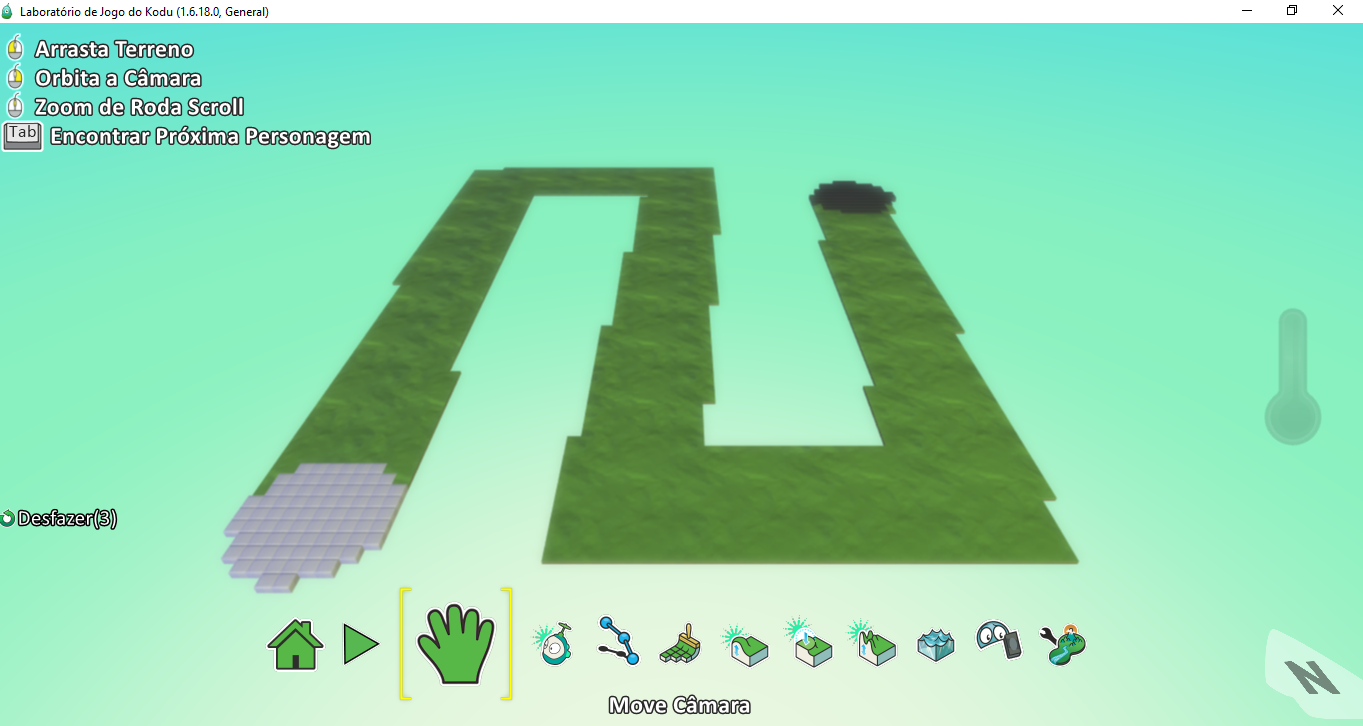 Laboratório de Jogo do Kodu (1.6.18.0, General)
Arrasta Terreno
Orbita a Câmara
Zoom de Roda Scroll
Tab Encontrar Próxima Personagem
Desfazer(3)
Move Câmara
N